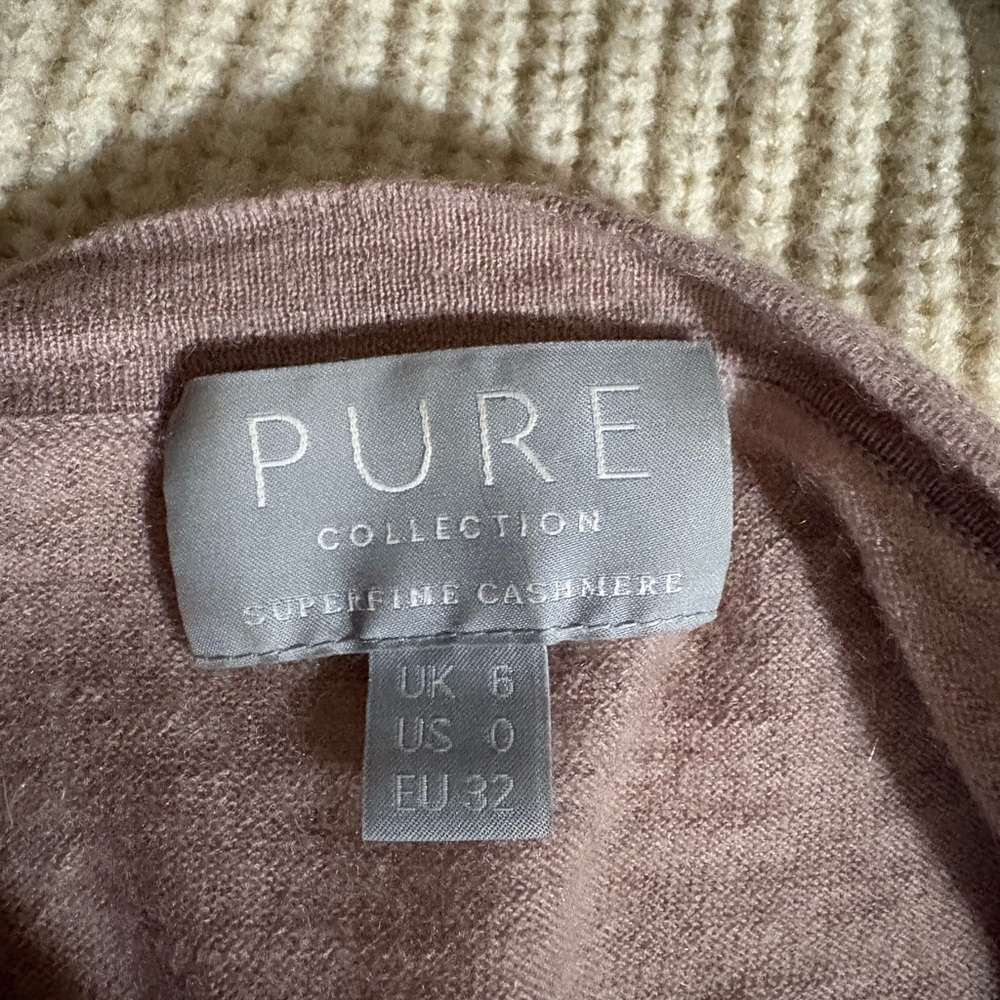 PURE
COLLECTION
SUPERFINE CASHMERE
UK 6
US 0
EU 32